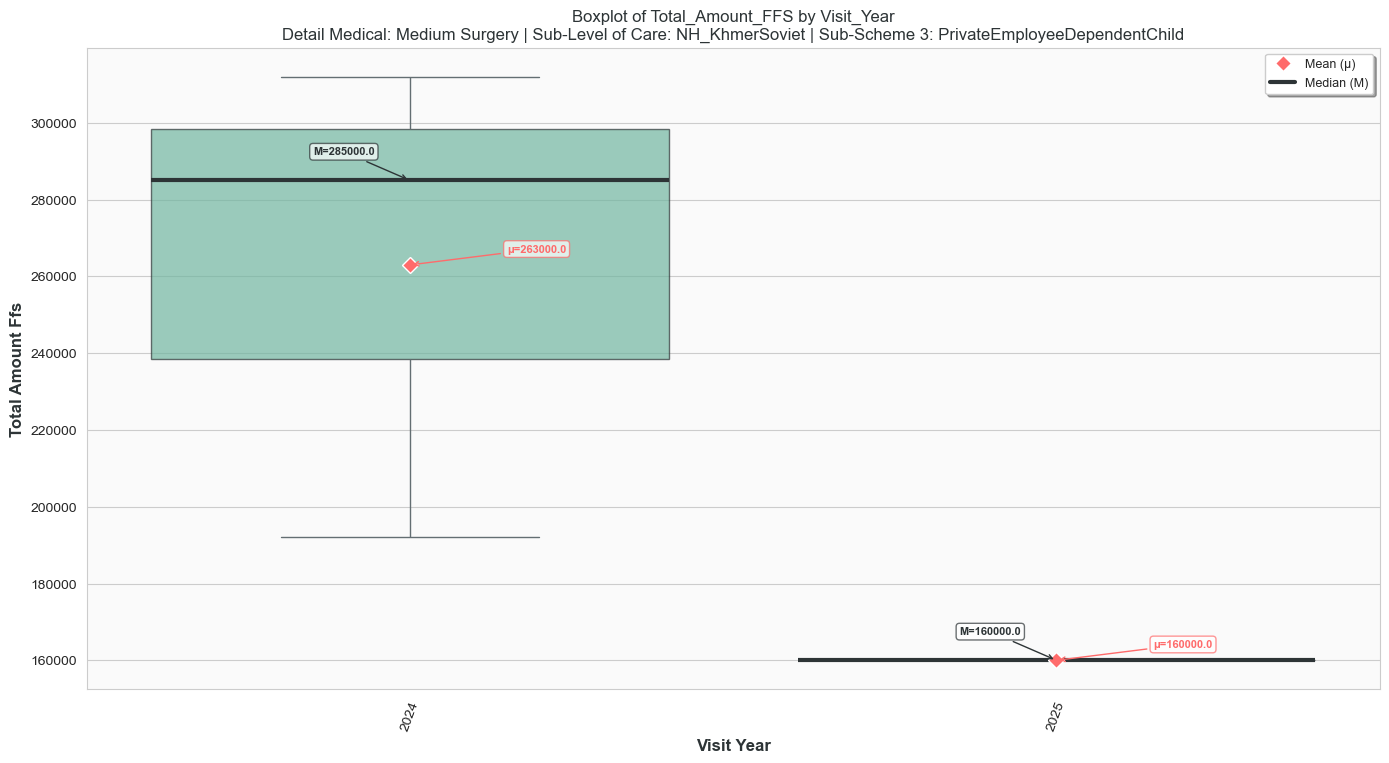 Boxplot of Total_Amount_FFS by Visit_Year
Detail Medical: Medium Surgery | Sub-Level of Care: NH_KhmerSoviet | Sub-Scheme 3: PrivateEmployeeDependentChild
Mean (μ)
Median (M)
Total Amount Ffs
300000
280000
260000
240000
220000
200000
180000
160000
M=285000.0
μ=263000.0
M=160000.0
μ=160000.0
2024
2025
Visit Year